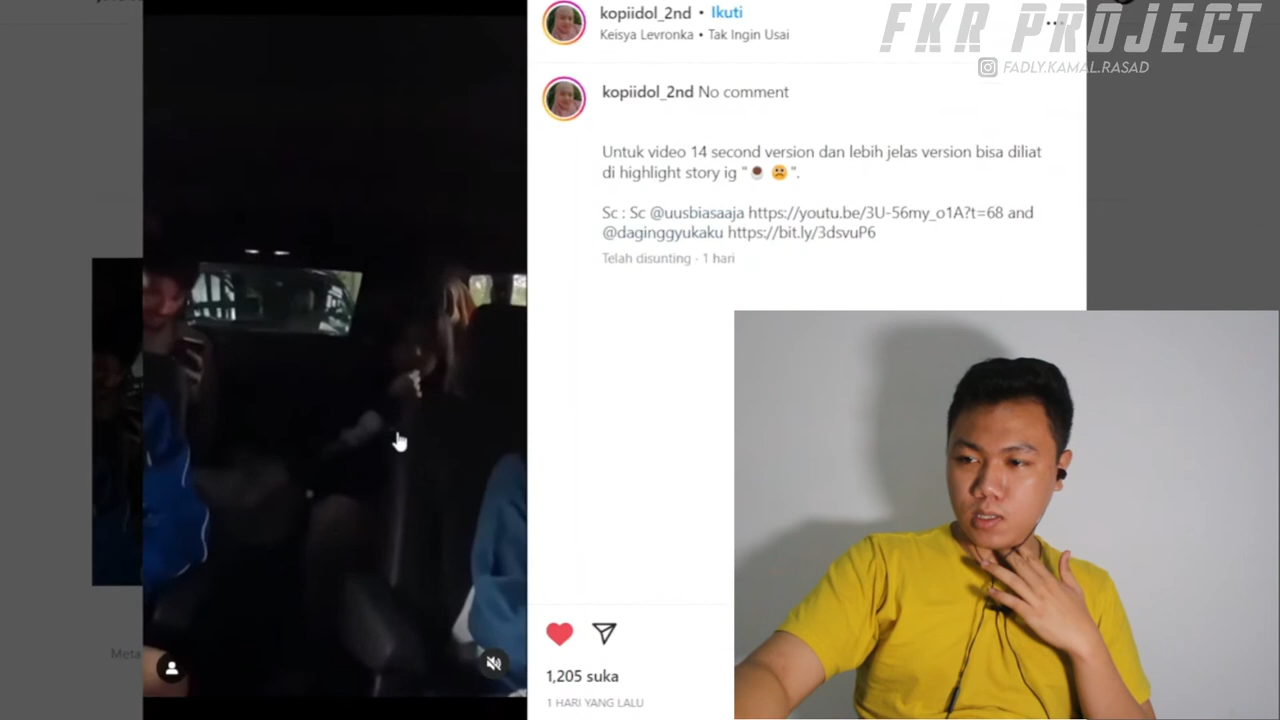 kopiidol_2nd • Ikuti
Keisya Levronka • Tak Ingin Usai
FKR PROJECT
FADLY.KAMAL.RASAD
kopiidol_2nd No comment
Untuk video 14 second version dan lebih jelas version bisa diliat
di highlight story ig "☕ ☹️ ".
Sc : Sc @uusbiasaaja https://youtu.be/3U-56my_o1A?t=68 and
@daginggyukaku https://bit.ly/3dsvuP6
Telah disunting · 1 hari
Meta
1,205 suka
1 HARI YANG LALU